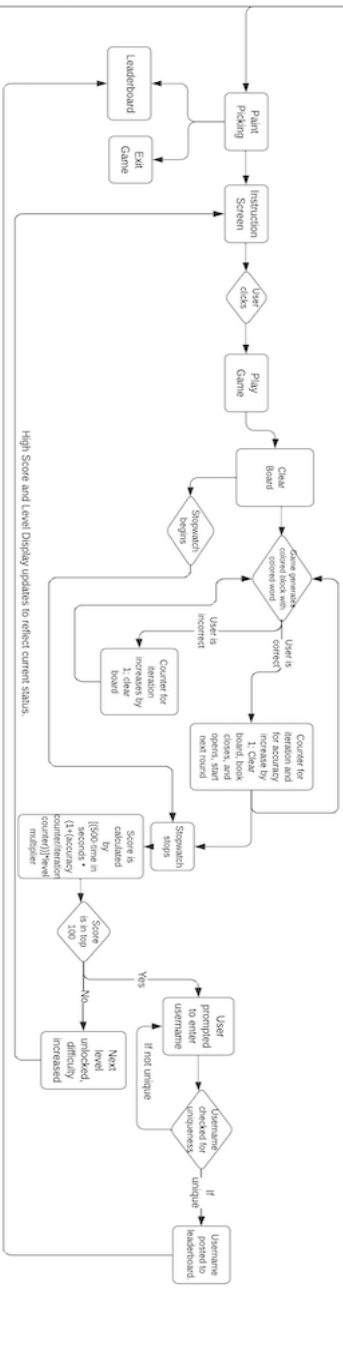 Paint
Picking
Leaderboard
Exit
Game
Instruction
Screen
User
clicks
Play
Game
Clear
Board
Stopwatch
begins
Game generates
colored block with
colored word
User is
incorrect
User is
correct
Counter for
iteration
increases by
1; clear
board
Counter for
iteration and
for accuracy
increase by
1: Clear
board, book
closes, and
opens, start
next round
Stopwatch
stops
Score is
calculated
by
[(500-time in
seconds *
(1+(accuracy
counter/iteration
counter))]*level
multiplier
Score
is in top
100
Yes
No
Next
level
unlocked,
difficulty
increased
User
prompted
to enter
username
If not unique
Username
checked for
uniqueness
If
unique
Username
posted to
leaderboard.
High Score and Level Display updates to reflect current status.